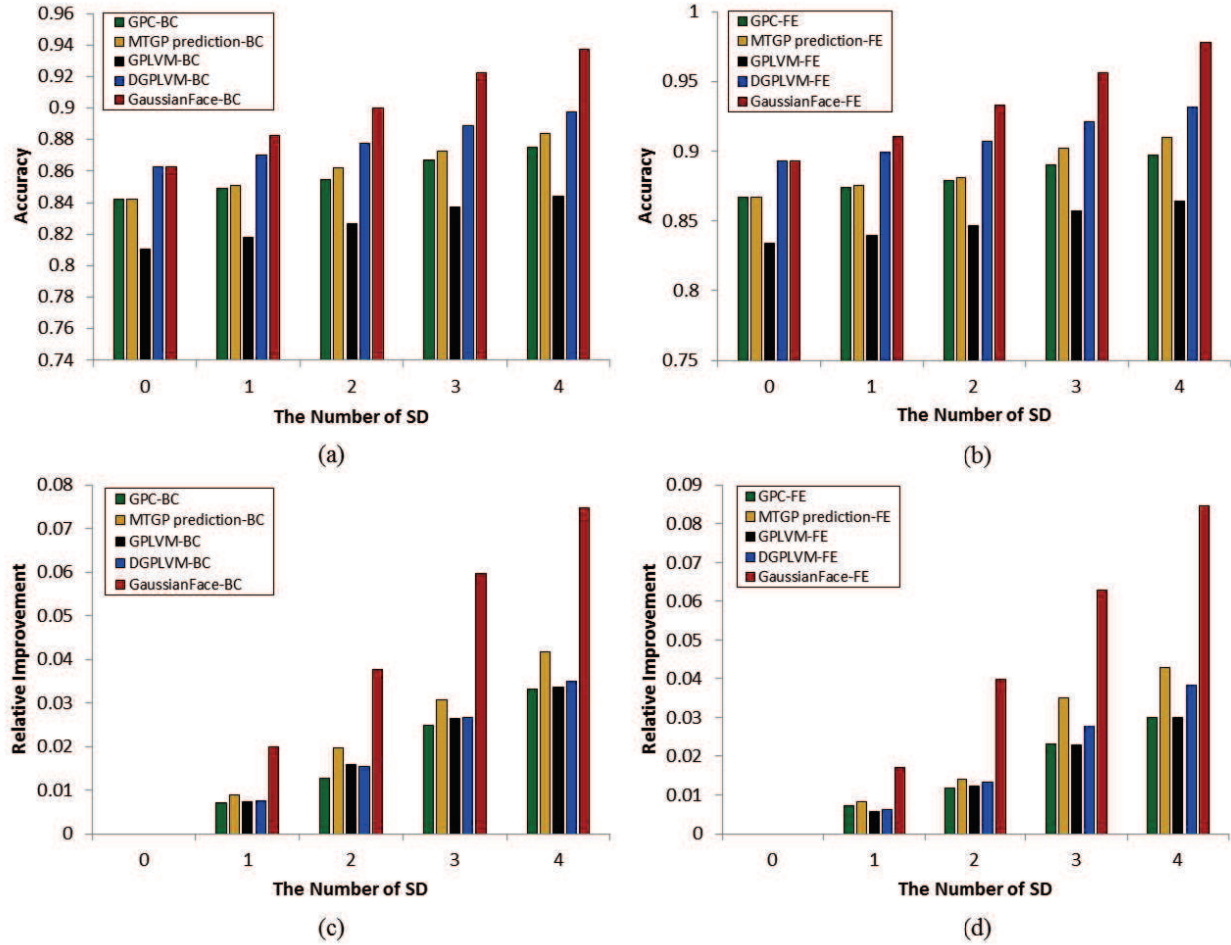 0.96
0.94
0.92
0.9
0.88
0.86
0.84
0.82
0.8
0.78
0.76
0.74
Accuracy
GPC-BC
MTGP prediction-BC
GPLVM-BC
DGPLVM-BC
GaussianFace-BC
0 1 2 3 4
The Number of SD
(a)
1
0.95
0.9
0.85
0.8
0.75
Accuracy
GPC-FE
MTGP prediction-FE
GPLVM-FE
DGPLVM-FE
GaussianFace-FE
0 1 2 3 4
The Number of SD
(b)
0.08
0.07
0.06
0.05
0.04
0.03
0.02
0.01
0
Relative Improvement
GPC-BC
MTGP prediction-BC
GPLVM-BC
DGPLVM-BC
GaussianFace-BC
0 1 2 3 4
The Number of SD
(c)
0.09
0.08
0.07
0.06
0.05
0.04
0.03
0.02
0.01
0
Relative Improvement
GPC-FE
MTGP prediction-FE
GPLVM-FE
DGPLVM-FE
GaussianFace-FE
0 1 2 3 4
The Number of SD
(d)